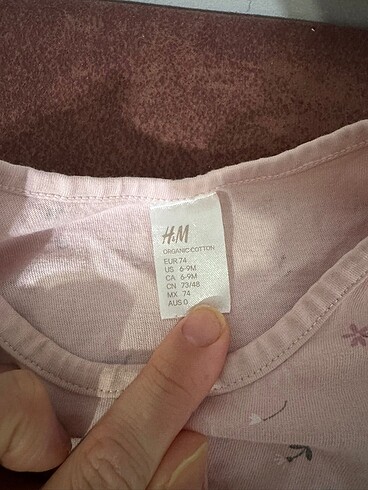 H&M
ORGANIC COTTON
EUR 74
US 6-9M
CA 6-9M
CN 73/48
MX 74
AUS 0